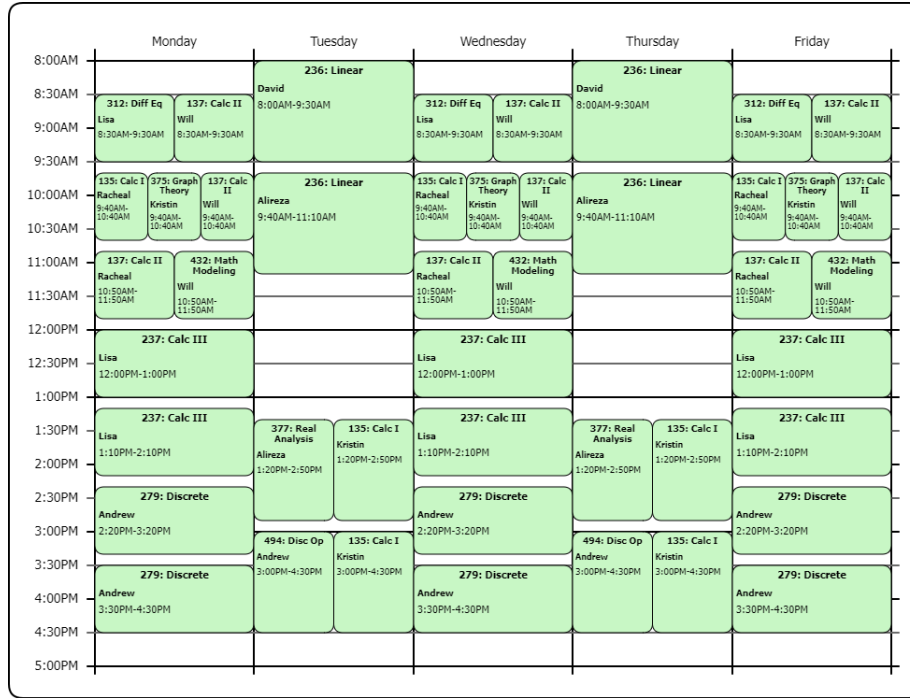 Monday Tuesday Wednesday Thursday Friday
8:00AM
8:30AM
9:00AM
9:30AM
10:00AM
10:30AM
11:00AM
11:30AM
12:00PM
12:30PM
1:00PM
1:30PM
2:00PM
2:30PM
3:00PM
3:30PM
4:00PM
4:30PM
5:00PM
312: Diff Eq
Lisa
8:30AM-9:30AM
137: Calc II
Will
8:30AM-9:30AM
135: Calc I
Racheal
9:40AM-
10:40AM
375: Graph
Theory
Kristin
9:40AM-
10:40AM
137: Calc
II
Will
9:40AM-
10:40AM
137: Calc II
Racheal
10:50AM-
11:50AM
432: Math
Modeling
Will
10:50AM-
11:50AM
237: Calc III
Lisa
12:00PM-1:00PM
237: Calc III
Lisa
1:10PM-2:10PM
279: Discrete
Andrew
2:20PM-3:20PM
279: Discrete
Andrew
3:30PM-4:30PM
236: Linear
David
8:00AM-9:30AM
236: Linear
Alireza
9:40AM-11:10AM
377: Real
Analysis
Alireza
1:20PM-2:50PM
135: Calc I
Kristin
1:20PM-2:50PM
494: Disc Op
Andrew
3:00PM-4:30PM
135: Calc I
Kristin
3:00PM-4:30PM
312: Diff Eq
Lisa
8:30AM-9:30AM
137: Calc II
Will
8:30AM-9:30AM
135: Calc I
Racheal
9:40AM-
10:40AM
375: Graph
Theory
Kristin
9:40AM-
10:40AM
137: Calc
II
Will
9:40AM-
10:40AM
137: Calc II
Racheal
10:50AM-
11:50AM
432: Math
Modeling
Will
10:50AM-
11:50AM
237: Calc III
Lisa
12:00PM-1:00PM
237: Calc III
Lisa
1:10PM-2:10PM
279: Discrete
Andrew
2:20PM-3:20PM
279: Discrete
Andrew
3:30PM-4:30PM
236: Linear
David
8:00AM-9:30AM
236: Linear
Alireza
9:40AM-11:10AM
377: Real
Analysis
Alireza
1:20PM-2:50PM
135: Calc I
Kristin
1:20PM-2:50PM
494: Disc Op
Andrew
3:00PM-4:30PM
135: Calc I
Kristin
3:00PM-4:30PM
312: Diff Eq
Lisa
8:30AM-9:30AM
137: Calc II
Will
8:30AM-9:30AM
135: Calc I
Racheal
9:40AM-
10:40AM
375: Graph
Theory
Kristin
9:40AM-
10:40AM
137: Calc
II
Will
9:40AM-
10:40AM
137: Calc II
Racheal
10:50AM-
11:50AM
432: Math
Modeling
Will
10:50AM-
11:50AM
237: Calc III
Lisa
12:00PM-1:00PM
237: Calc III
Lisa
1:10PM-2:10PM
279: Discrete
Andrew
2:20PM-3:20PM
279: Discrete
Andrew
3:30PM-4:30PM